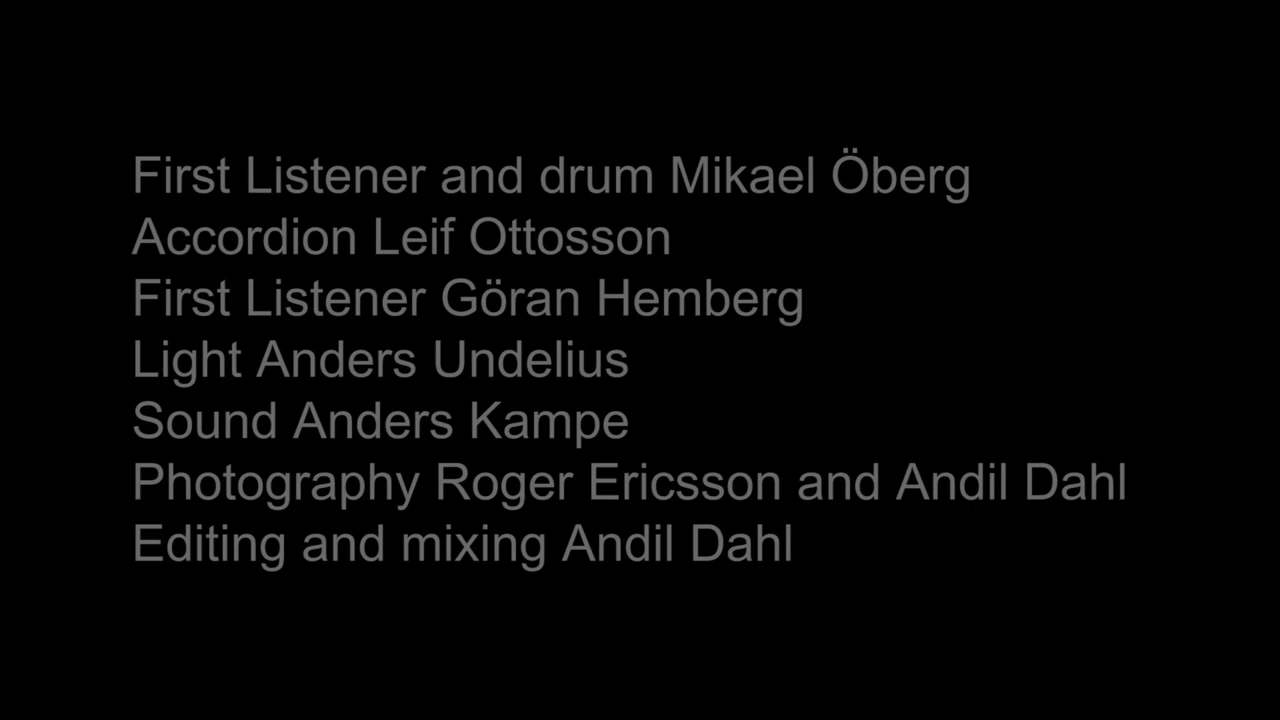 First Listener and drum Mikael Öberg
Accordion Leif Ottosson
First Listener Göran Hemberg
Light Anders Undelius
Sound Anders Kampe
Photography Roger Ericsson and Andil Dahl
Editing and mixing Andil Dahl